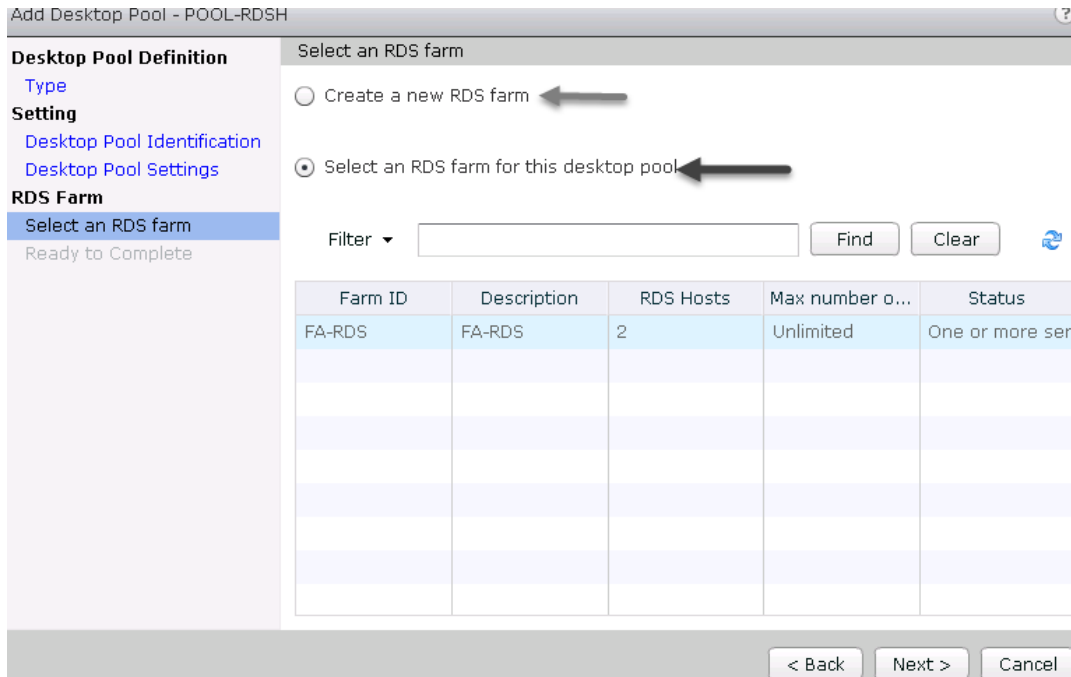 Add Desktop Pool - POOL-RDSH
?
Desktop Pool Definition
Type
Setting
Desktop Pool Identification
Desktop Pool Settings
RDS Farm
Select an RDS farm
Ready to Complete
Select an RDS farm
Create a new RDS farm
Select an RDS farm for this desktop pool
Filter Find Clear
Farm ID Description RDS Hosts Max number o... Status
FA-RDS FA-RDS 2 Unlimited One or more ser
< Back Next > Cancel